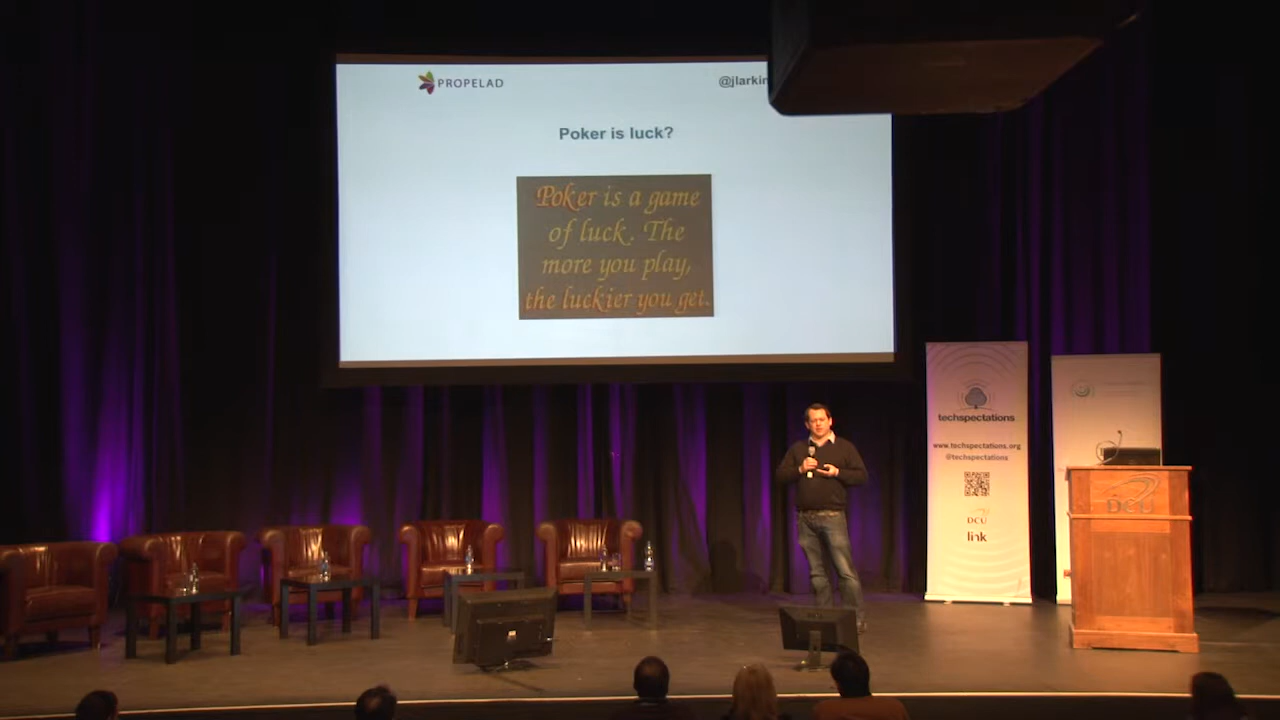 PROPELAD
@jlarkin
Poker is luck?
Poker is a game
of luck. The
more you play,
the luckier you get.
techspectations
www.techspectations.org
@techspectations
DCU
link
DCU